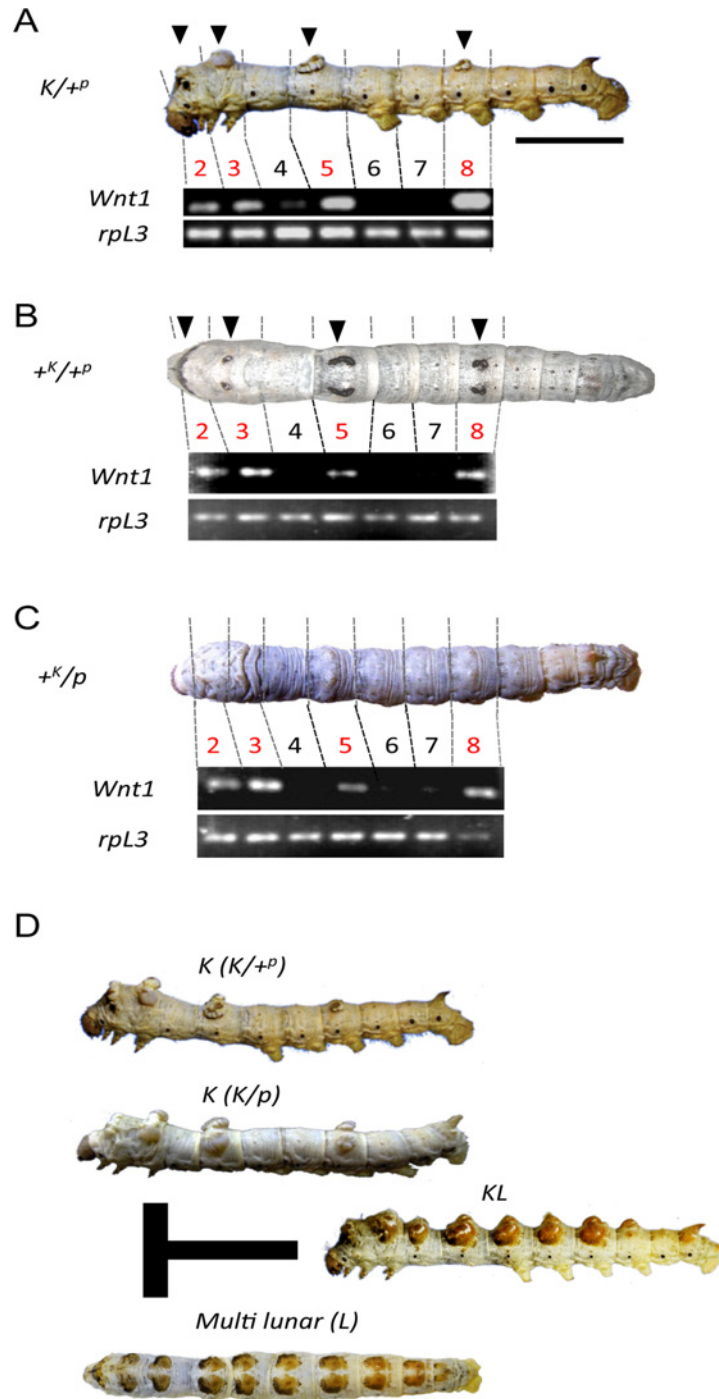 A
K/+p
2 3 4 5 6 7 8
Wnt1
rpL3
B
+K/+p
2 3 4 5 6 7 8
Wnt1
rpL3
C
+K/p
2 3 4 5 6 7 8
Wnt1
rpL3
D
K (K/+p)
K (K/p)
KL
Multi lunar (L)